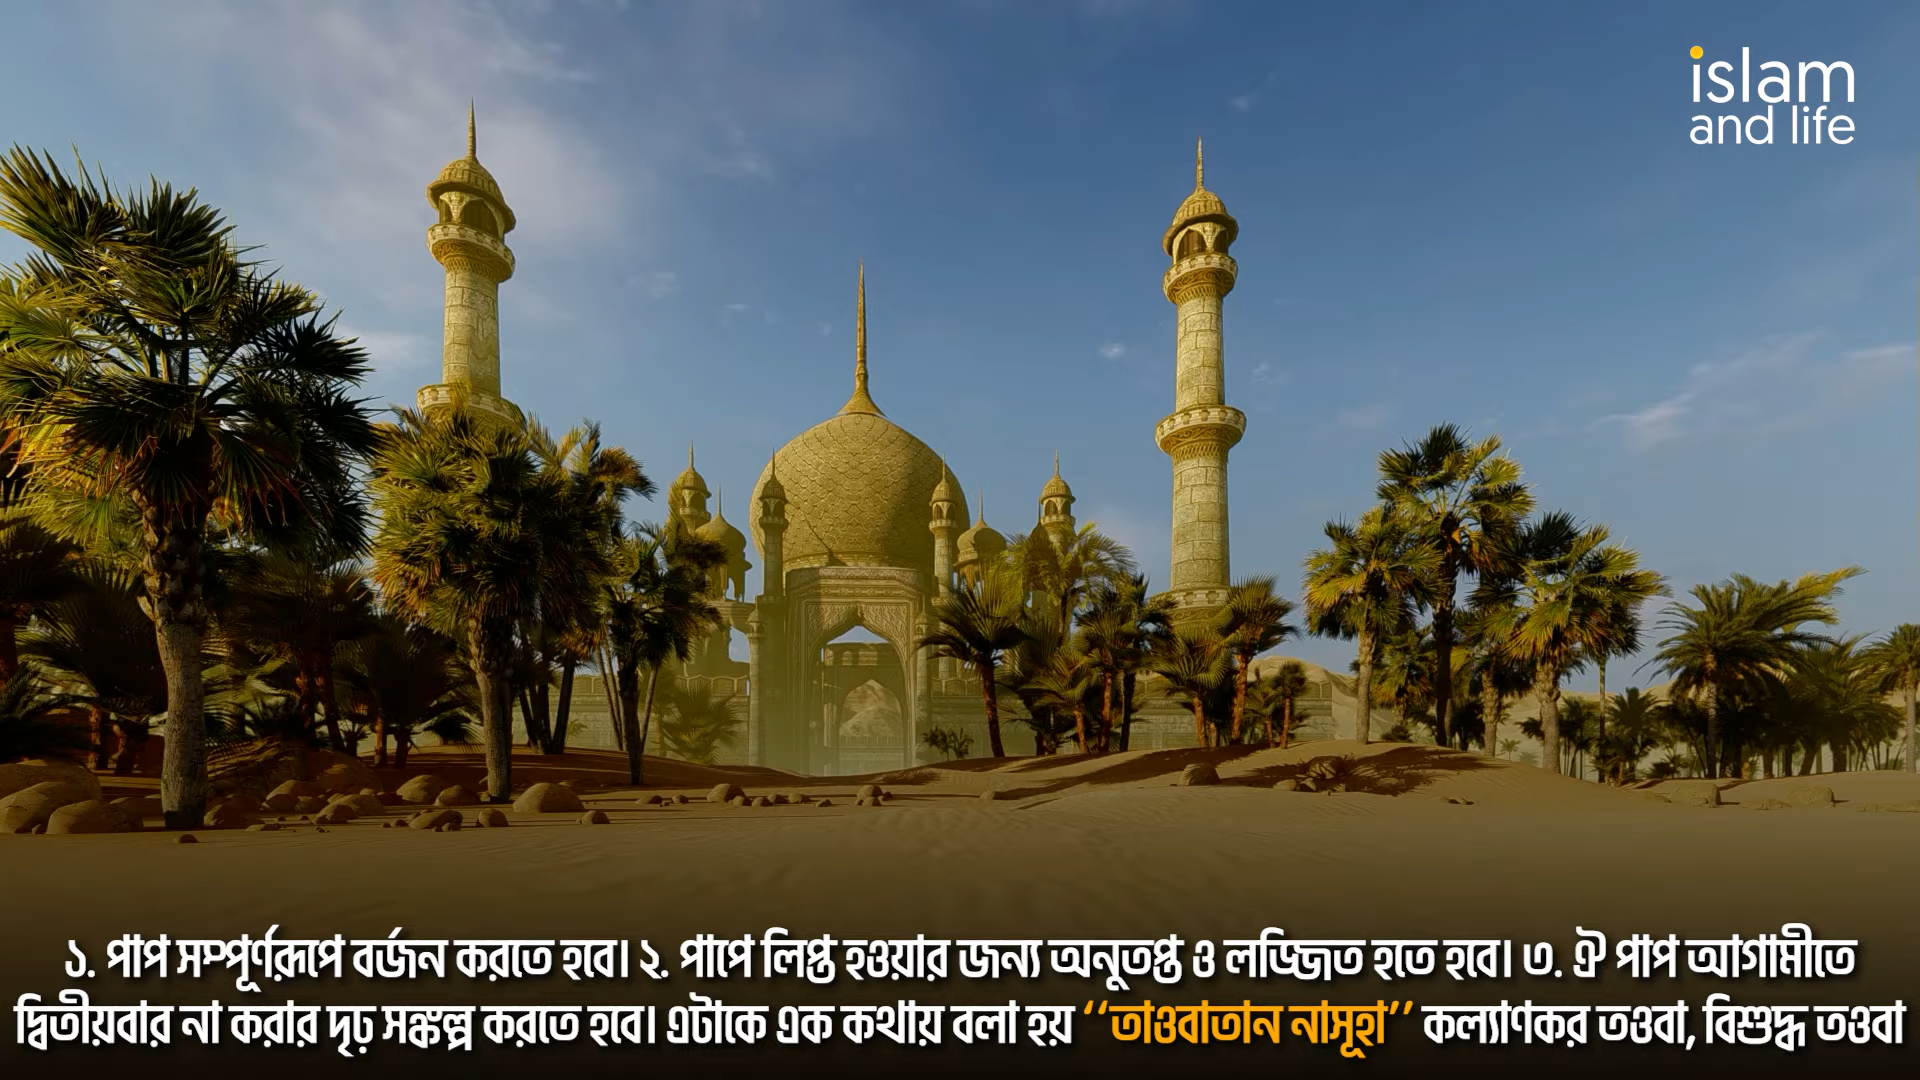 islam
and life
১. পাপ সম্পূর্ণরূপে বর্জন করতে হবে। ২. পাপে লিপ্ত হওয়ার জন্য অনুতপ্ত ও লজ্জিত হতে হবে। ৩. ঐ পাপ আগামীতে
দ্বিতীয়বার না করার দৃঢ় সঙ্কল্প করতে হবে। এটাকে এক কথায় বলা হয় ‘‘তাওবাতান নাসূহা’’ কল্যাণকর তওবা, বিশুদ্ধ তওবা